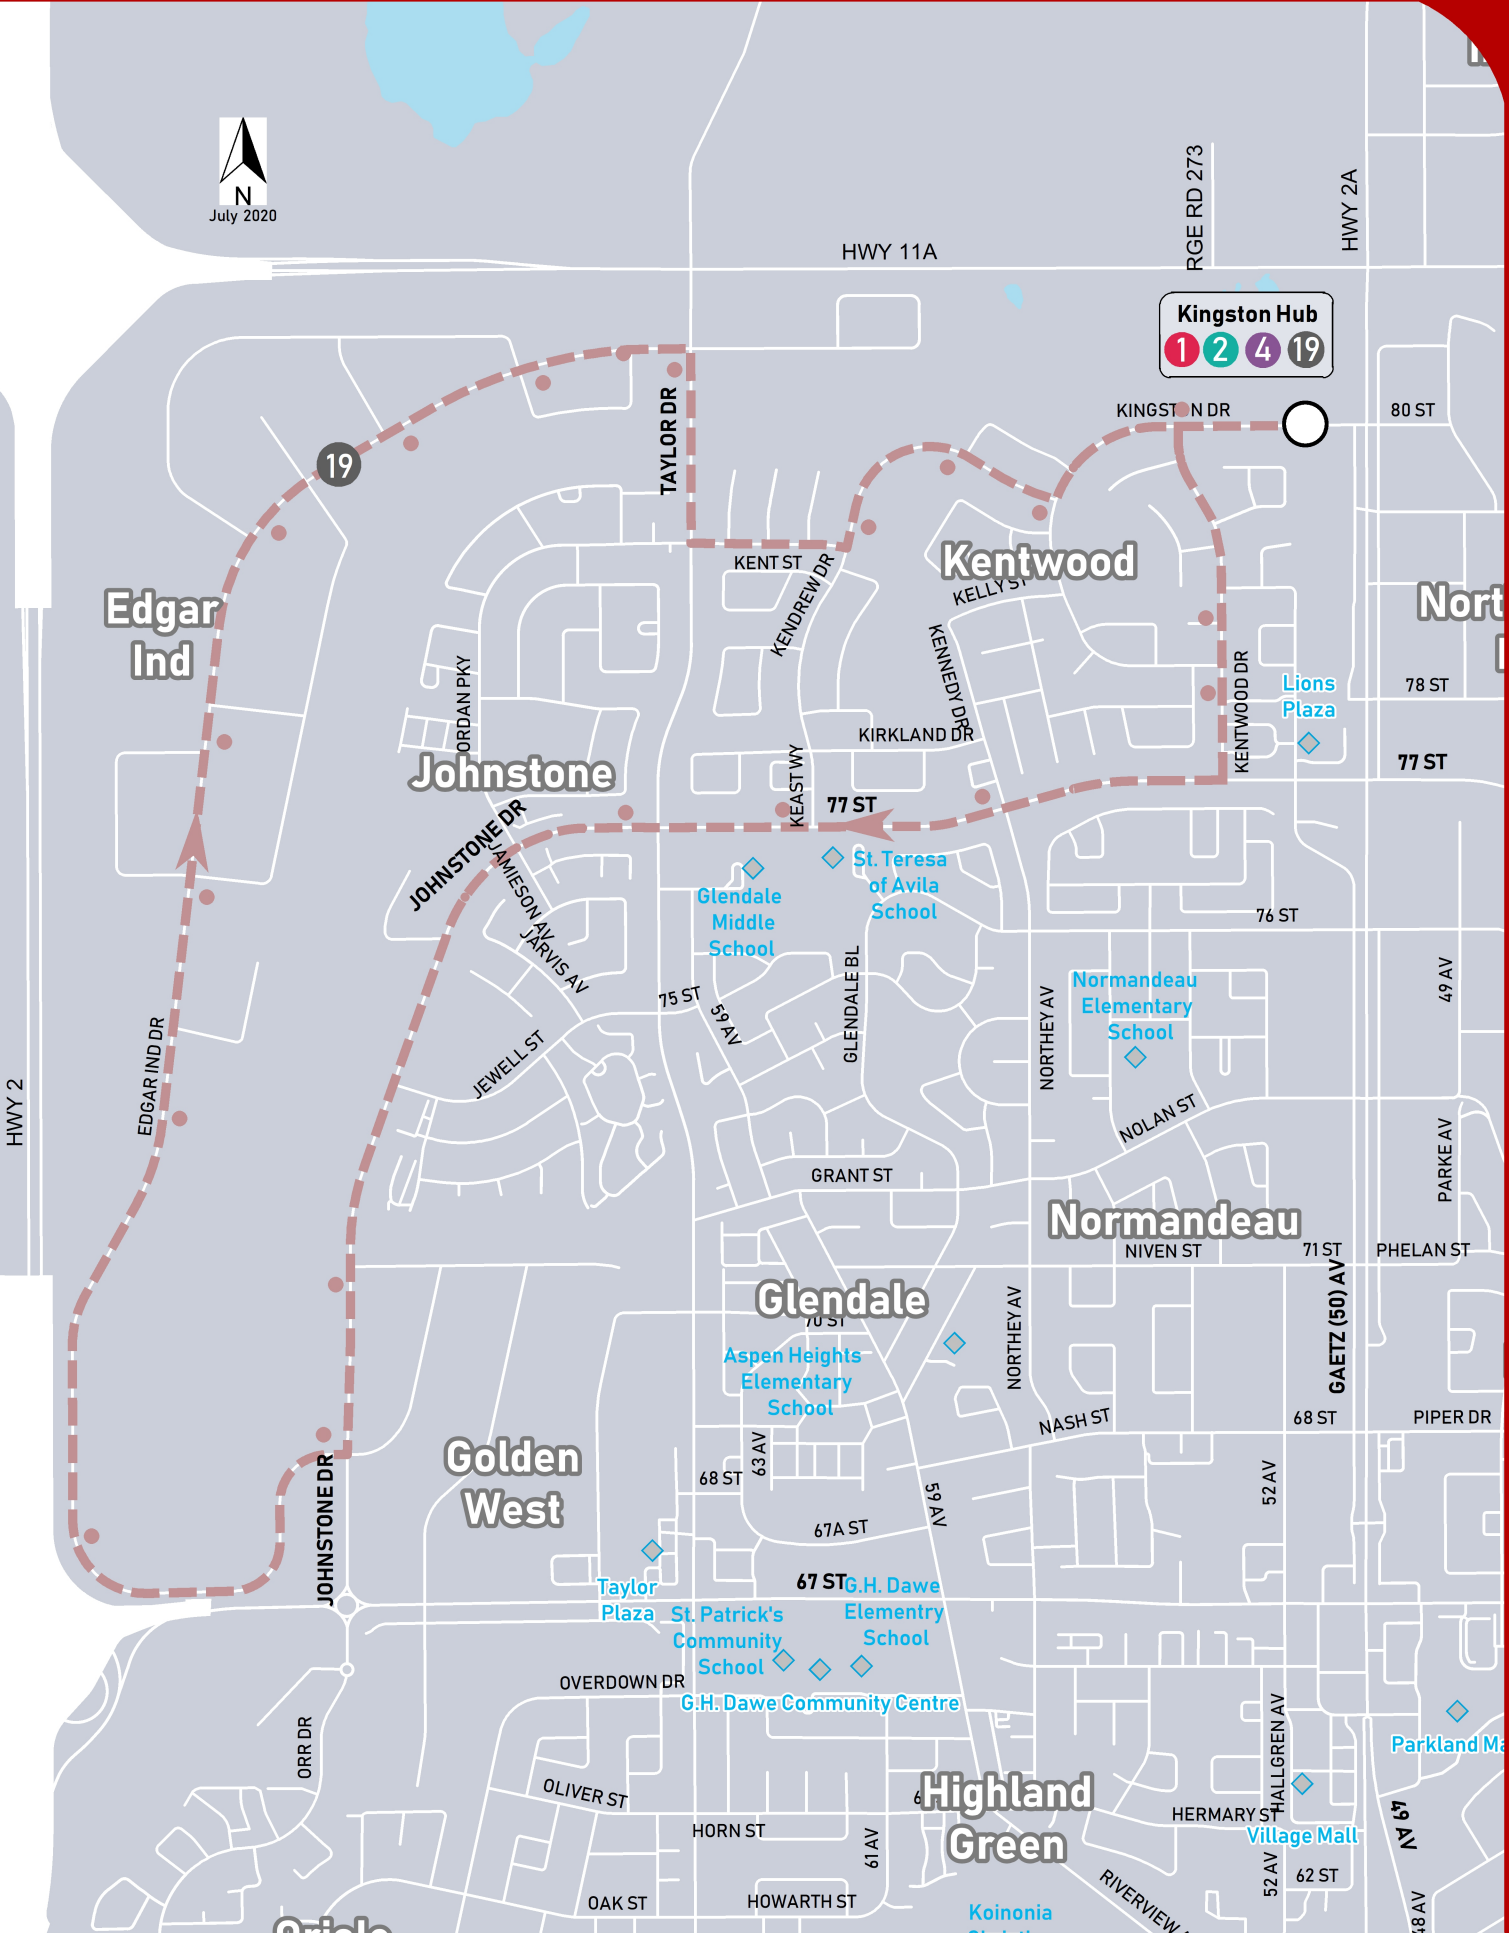 N
July 2020
HWY 11A
RGE RD 273
HWY 2A
Kingston Hub
1 2 4 19
KINGST N DR
80 ST
TAYLOR DR
19
KENT ST
KENDREW DR
Kentwood
KELLY ST
KENNEDY DR
Edgar
Ind
Nort
ORDAN PKY
KENTWOOD DR
Lions
Plaza
78 ST
KIRKLAND DR
KEAST WY
77 ST
Johnstone
77 ST
JOHNSTONE DR
JAMIESON AV
JARVIS AV
St. Teresa
of Avila
School
Glendale
Middle
School
76 ST
75 ST
59 AV
GLENDALE BL
NORTHEY AV
Normandeau
Elementary
School
49 AV
EDGAR IND DR
JEWELL ST
HWY 2
NOLAN ST
PARKE AV
GRANT ST
Normandeau
NIVEN ST
71 ST
PHELAN ST
Glendale
70 ST
NORTHEY AV
GAETZ (50) AV
Aspen Heights
Elementary
School
NASH ST
68 ST
PIPER DR
Golden
West
63 AV
68 ST
59 AV
52 AV
JOHNSTONE DR
67A ST
67 ST
Taylor
Plaza
G.H. Dawe
Elementry
School
St. Patrick's
Community
School
OVERDOWN DR
G.H. Dawe Community Centre
ORR DR
HALLGREN AV
Parkland Ma
OLIVER ST
Highland
Green
HERMARY ST
49 AV
Village Mall
HORN ST
61 AV
52 AV
62 ST
RIVERVIEW
OAK ST
HOWARTH ST
48 AV
Koinonia
Oriole